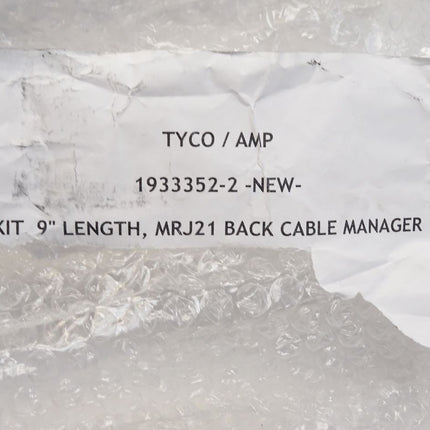 TYCO / AMP
1933352-2 -NEW-
KIT 9" LENGTH, MRJ21 BACK CABLE MANAGER